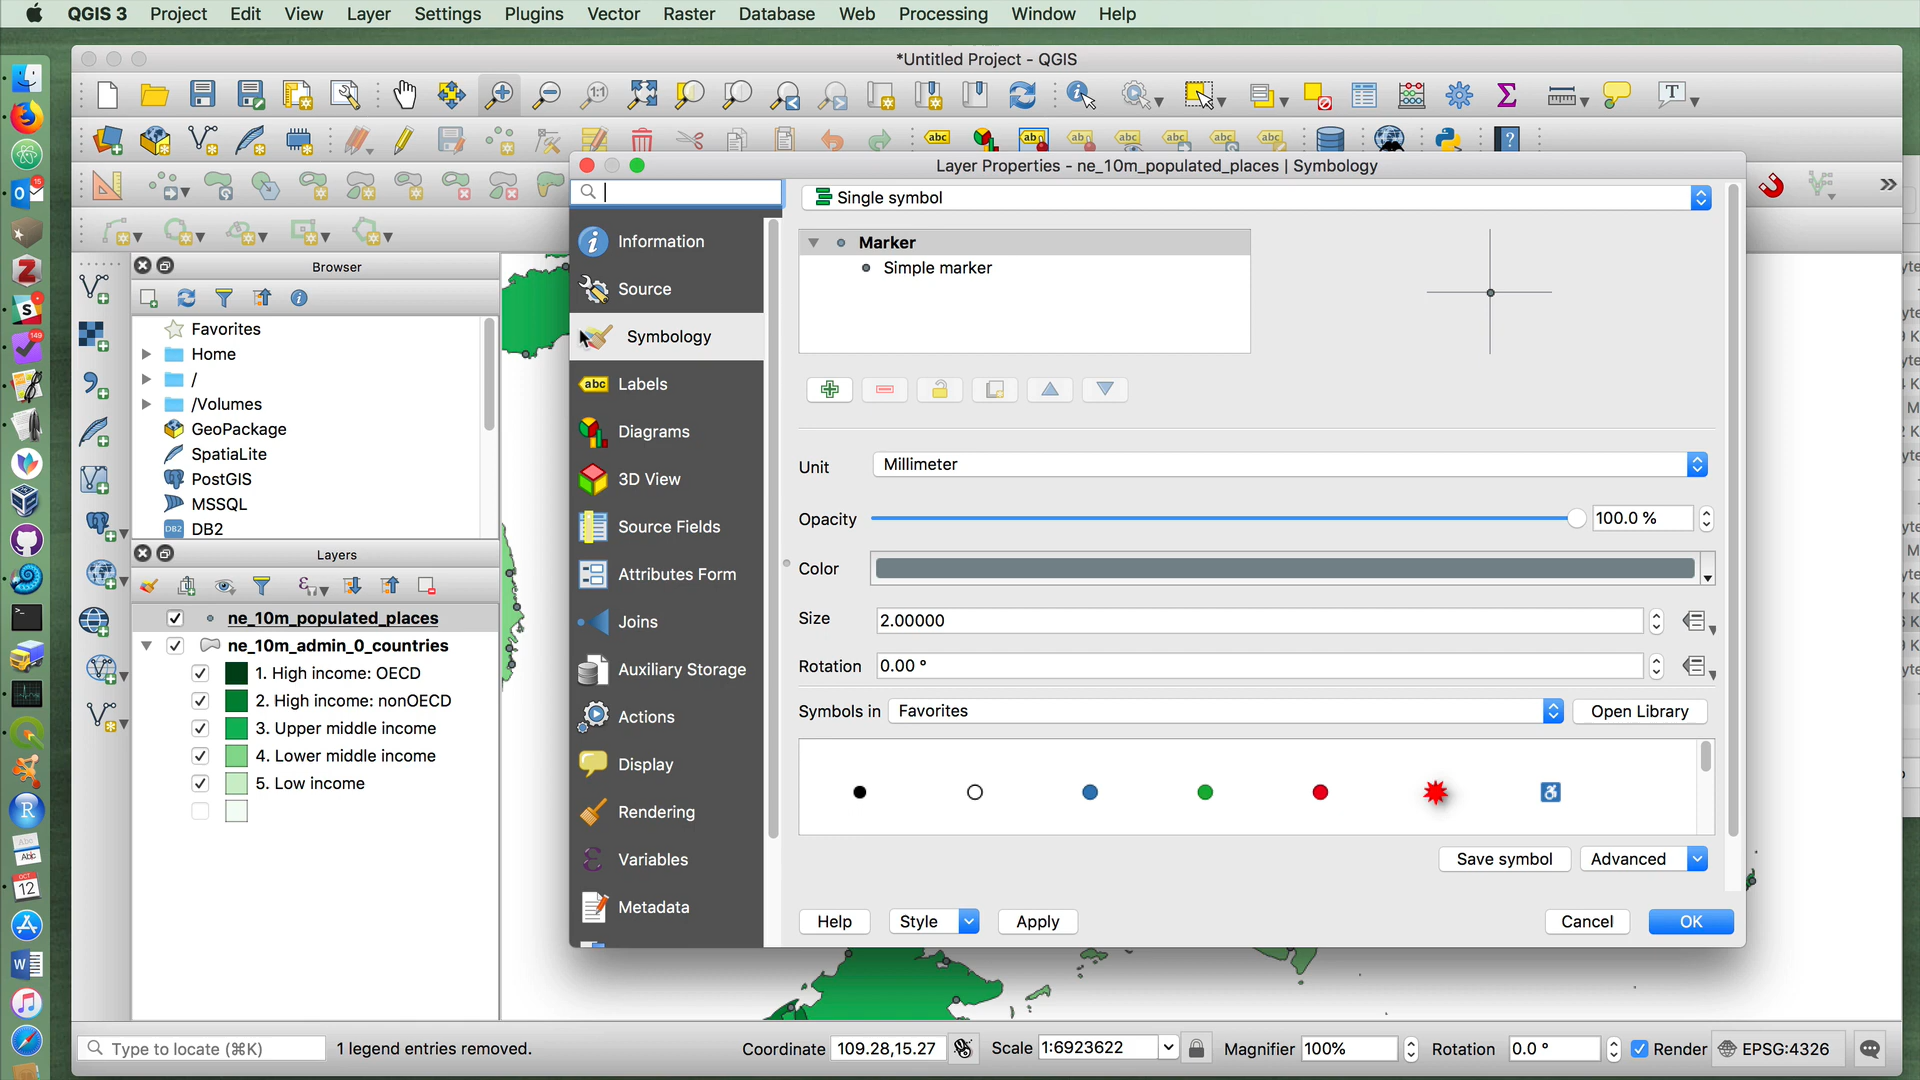 QGIS 3 Project Edit View Layer Settings Plugins Vector Raster Database Web Processing Window Help
*Untitled Project - QGIS
Layer Properties - ne_10m_populated_places | Symbology
Browser
Favorites
Home
/
/Volumes
GeoPackage
SpatiaLite
PostGIS
MSSQL
DB2
Layers
ne_10m_populated_places
ne_10m_admin_0_countries
1. High income: OECD
2. High income: nonOECD
3. Upper middle income
4. Lower middle income
5. Low income
Information
Source
Symbology
Labels
Diagrams
3D View
Source Fields
Attributes Form
Joins
Auxiliary Storage
Actions
Display
Rendering
Variables
Metadata
Single symbol
Marker
Simple marker
Unit Millimeter
Opacity 100.0 %
Color
Size 2.00000
Rotation 0.00 °
Symbols in Favorites Open Library
Save symbol Advanced
Help Style Apply Cancel OK
Type to locate (⌘K) 1 legend entries removed. Coordinate 109.28,15.27 Scale 1:6923622 Magnifier 100% Rotation 0.0 ° Render EPSG:4326